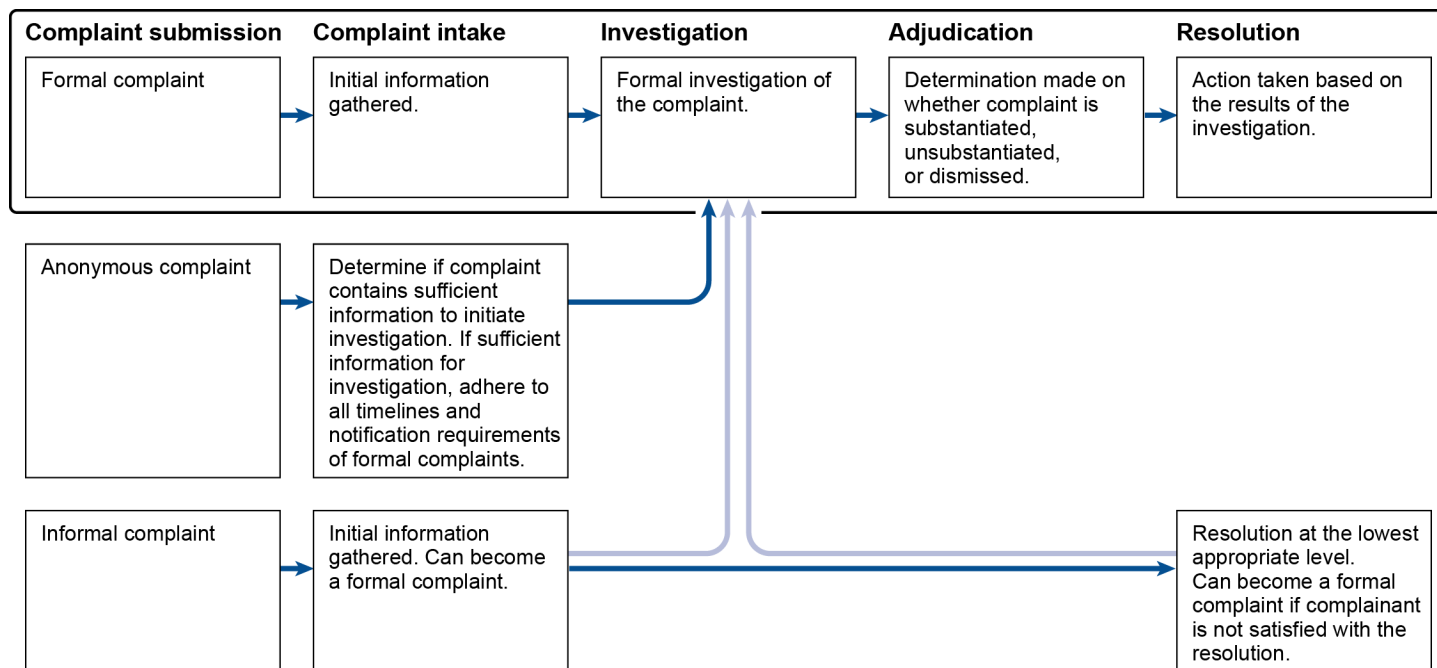 Complaint submission
Complaint intake
Investigation
Adjudication
Resolution
Formal complaint
Initial information
gathered.
Formal investigation of
the complaint.
Determination made on
whether complaint is
substantiated,
unsubstantiated,
or dismissed.
Action taken based on
the results of the
investigation.
Anonymous complaint
Determine if complaint
contains sufficient
information to initiate
investigation. If sufficient
information for
investigation, adhere to
all timelines and
notification requirements
of formal complaints.
Informal complaint
Initial information
gathered. Can become
a formal complaint.
Resolution at the lowest
appropriate level.
Can become a formal
complaint if complainant
is not satisfied with the
resolution.